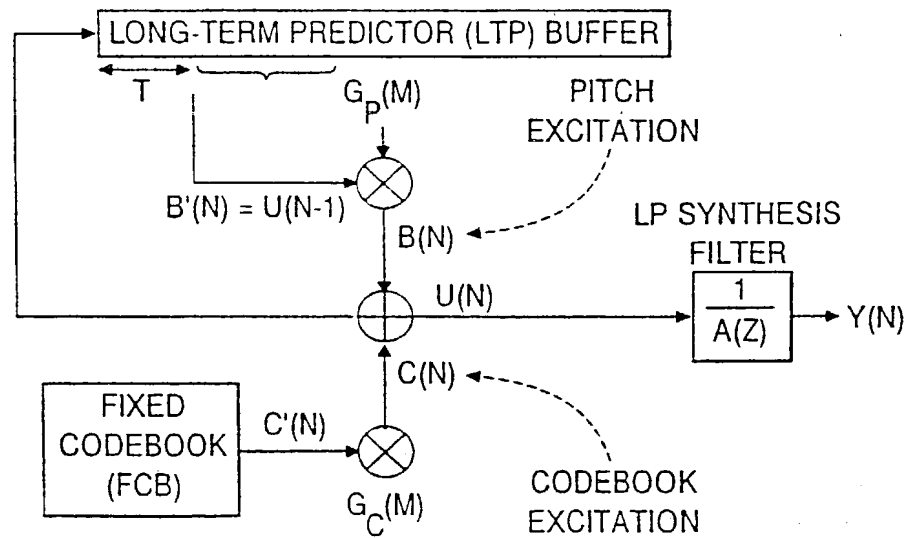 LONG-TERM PREDICTOR (LTP) BUFFER
T
G_P(M)
PITCH
EXCITATION
B'(N) = U(N-1)
B(N)
LP SYNTHESIS
FILTER
U(N)
1
A(Z)
Y(N)
C(N)
FIXED
CODEBOOK
(FCB)
C'(N)
G_C(M)
CODEBOOK
EXCITATION